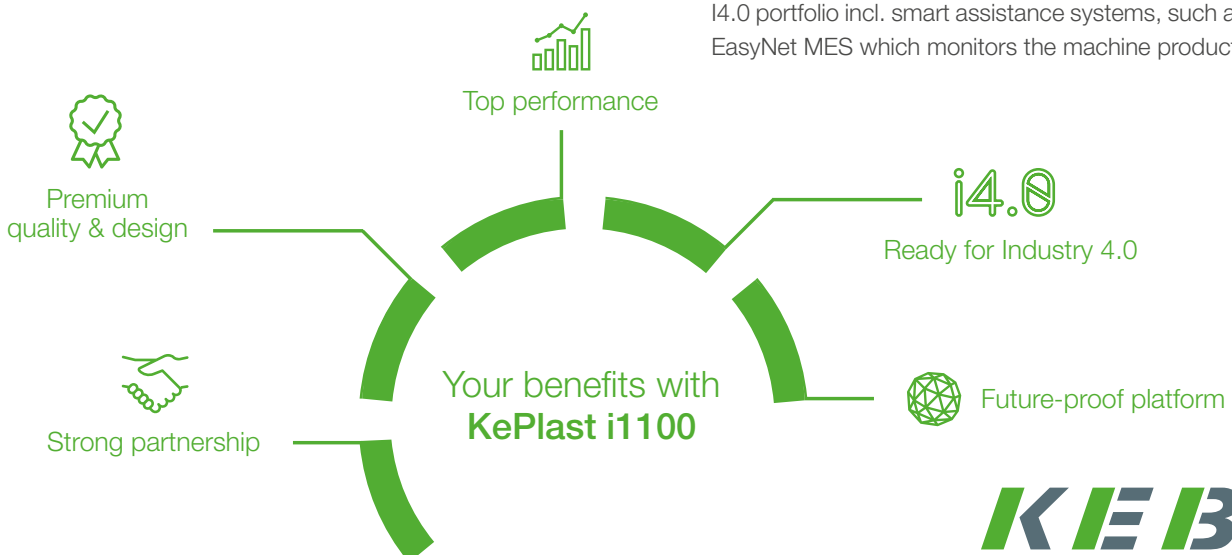 I4.0 portfolio incl. smart assistance systems, such
EasyNet MES which monitors the machine
Top performance
Premium
quality & design
i4.0
Ready for Industry 4.0
Your benefits with
KePlast i1100
Future-proof platform
Strong partnership
KEB